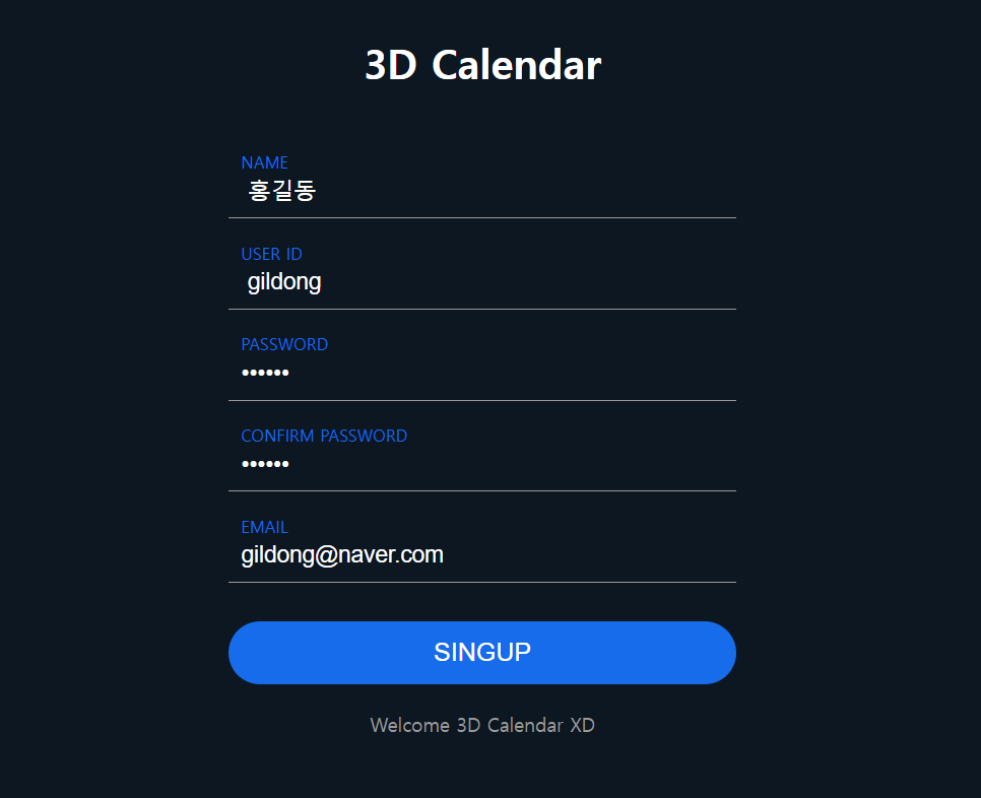 3D Calendar
NAME
홍길동
USER ID
gildong
PASSWORD
••••••
CONFIRM PASSWORD
••••••
EMAIL
gildong@naver.com
SINGUP
Welcome 3D Calendar XD